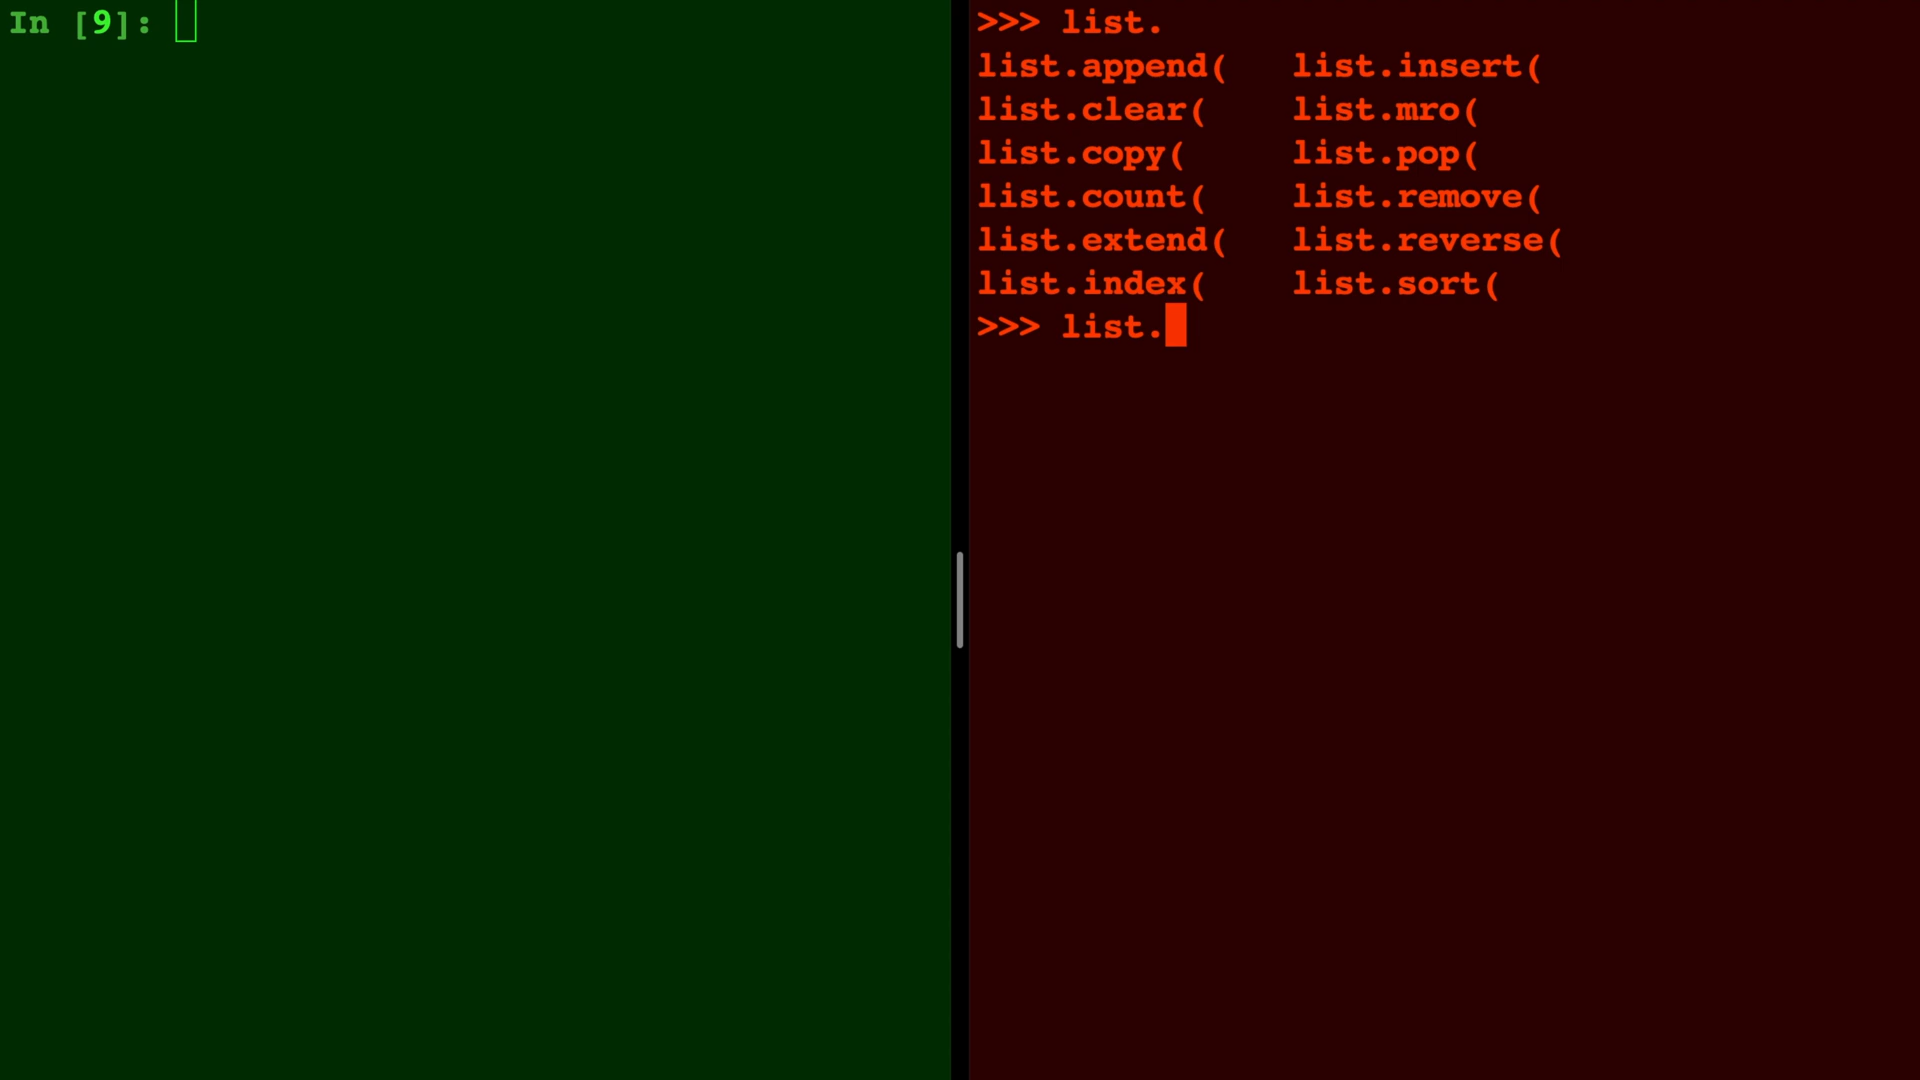 In [9]:
>>> list.
list.append(   list.insert(
list.clear(    list.mro(
list.copy(     list.pop(
list.count(    list.remove(
list.extend(   list.reverse(
list.index(    list.sort(
>>> list.